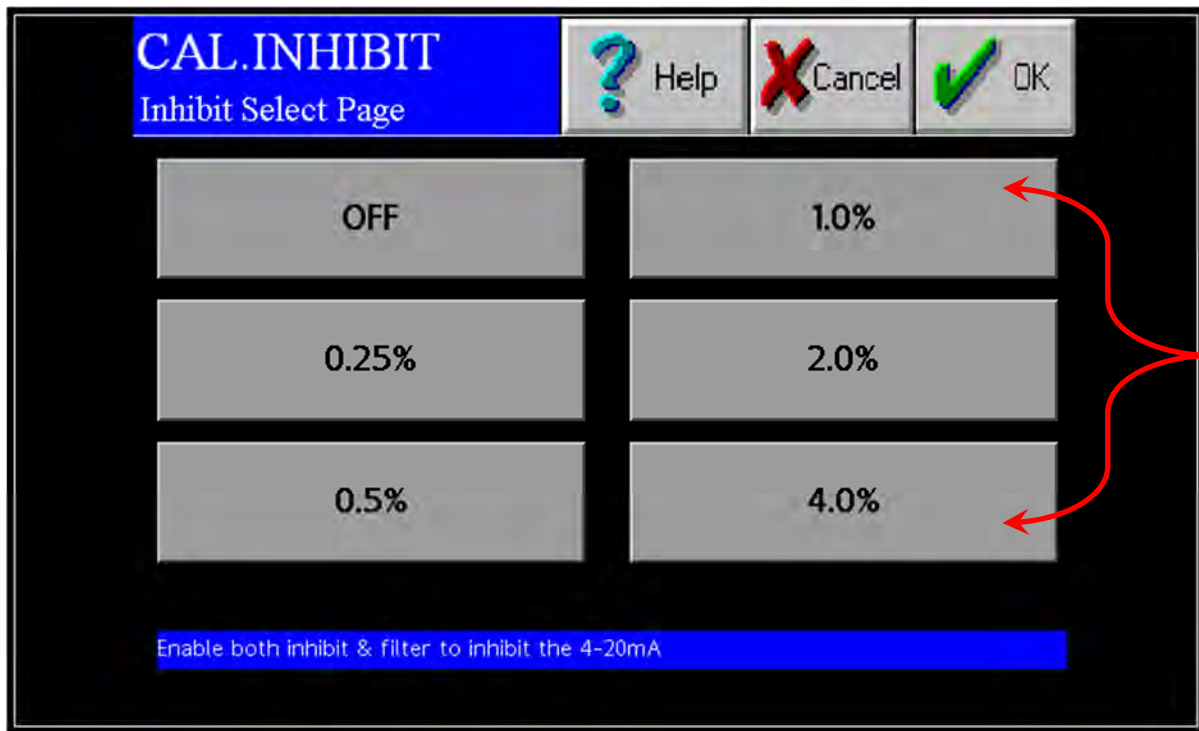 CAL.INHIBIT
Inhibit Select Page
Help
Cancel
OK
OFF
1.0%
0.25%
2.0%
0.5%
4.0%
Enable both inhibit & filter to inhibit the 4-20mA